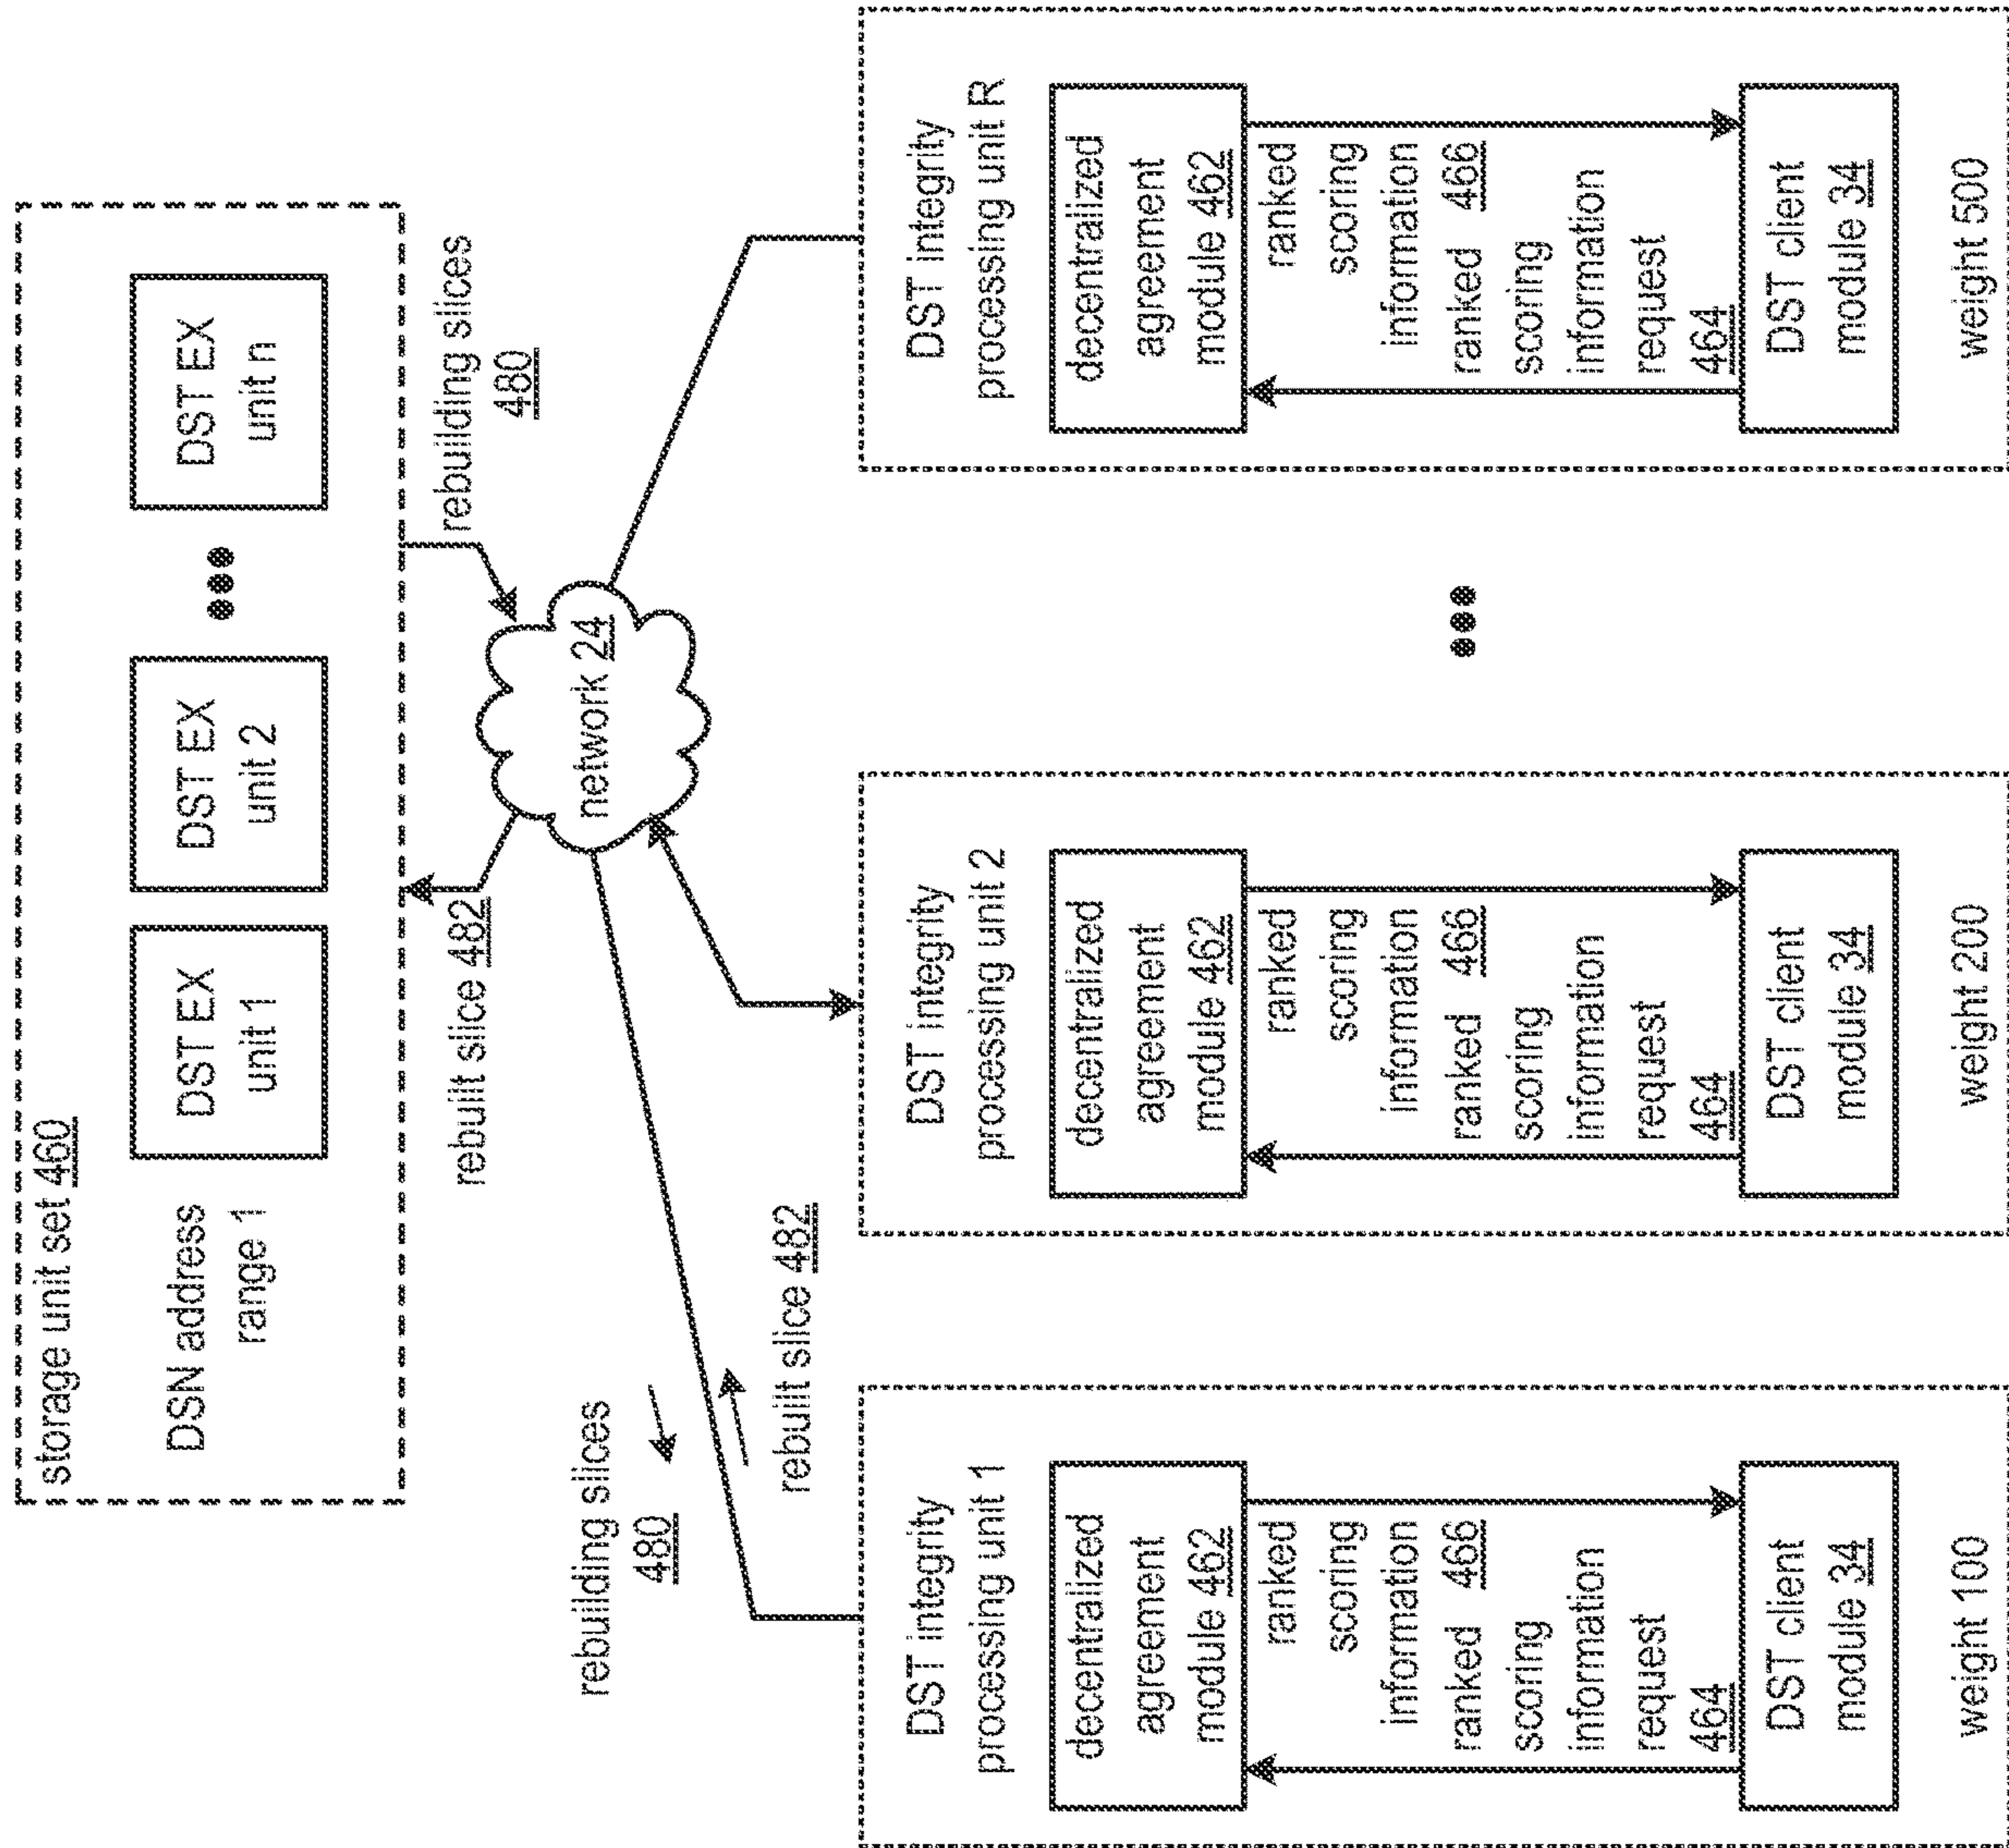 storage unit set 460
DSN address
range 1
DST EX
unit 1
DST EX
unit 2
DST EX
unit n
rebuilt slice 482
rebuilding slices
480
network 24
rebuilding slices
480
rebuilt slice 482
DST integrity
processing unit 1
decentralized
agreement
module 462
ranked
scoring
information
466
ranked
scoring
information
request
464
DST client
module 34
weight 100
DST integrity
processing unit 2
decentralized
agreement
module 462
ranked
scoring
information
466
ranked
scoring
information
request
464
DST client
module 34
weight 200
DST integrity
processing unit R
decentralized
agreement
module 462
ranked
scoring
information
466
ranked
scoring
information
request
464
DST client
module 34
weight 500